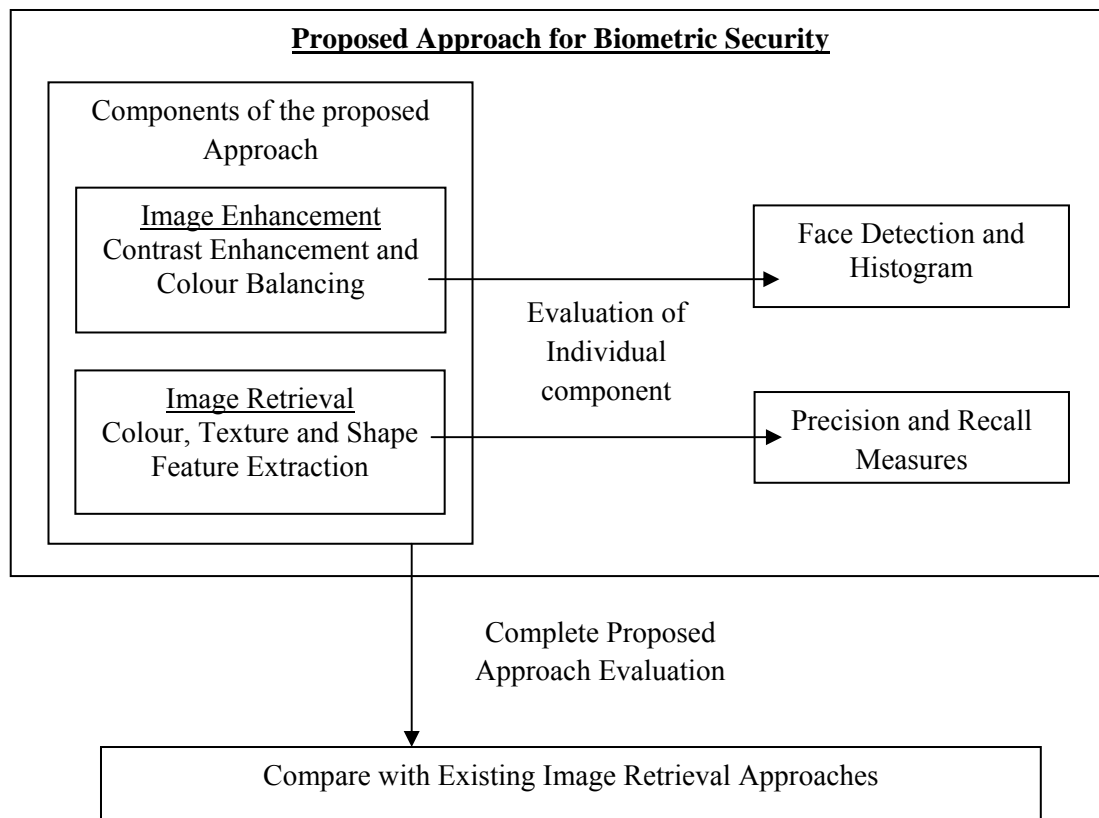 Proposed Approach for Biometric Security
Components of the proposed
Approach
Image Enhancement
Contrast Enhancement and
Colour Balancing
Face Detection and
Histogram
Evaluation of
Individual
component
Image Retrieval
Colour, Texture and Shape
Feature Extraction
Precision and Recall
Measures
Complete Proposed
Approach Evaluation
Compare with Existing Image Retrieval Approaches